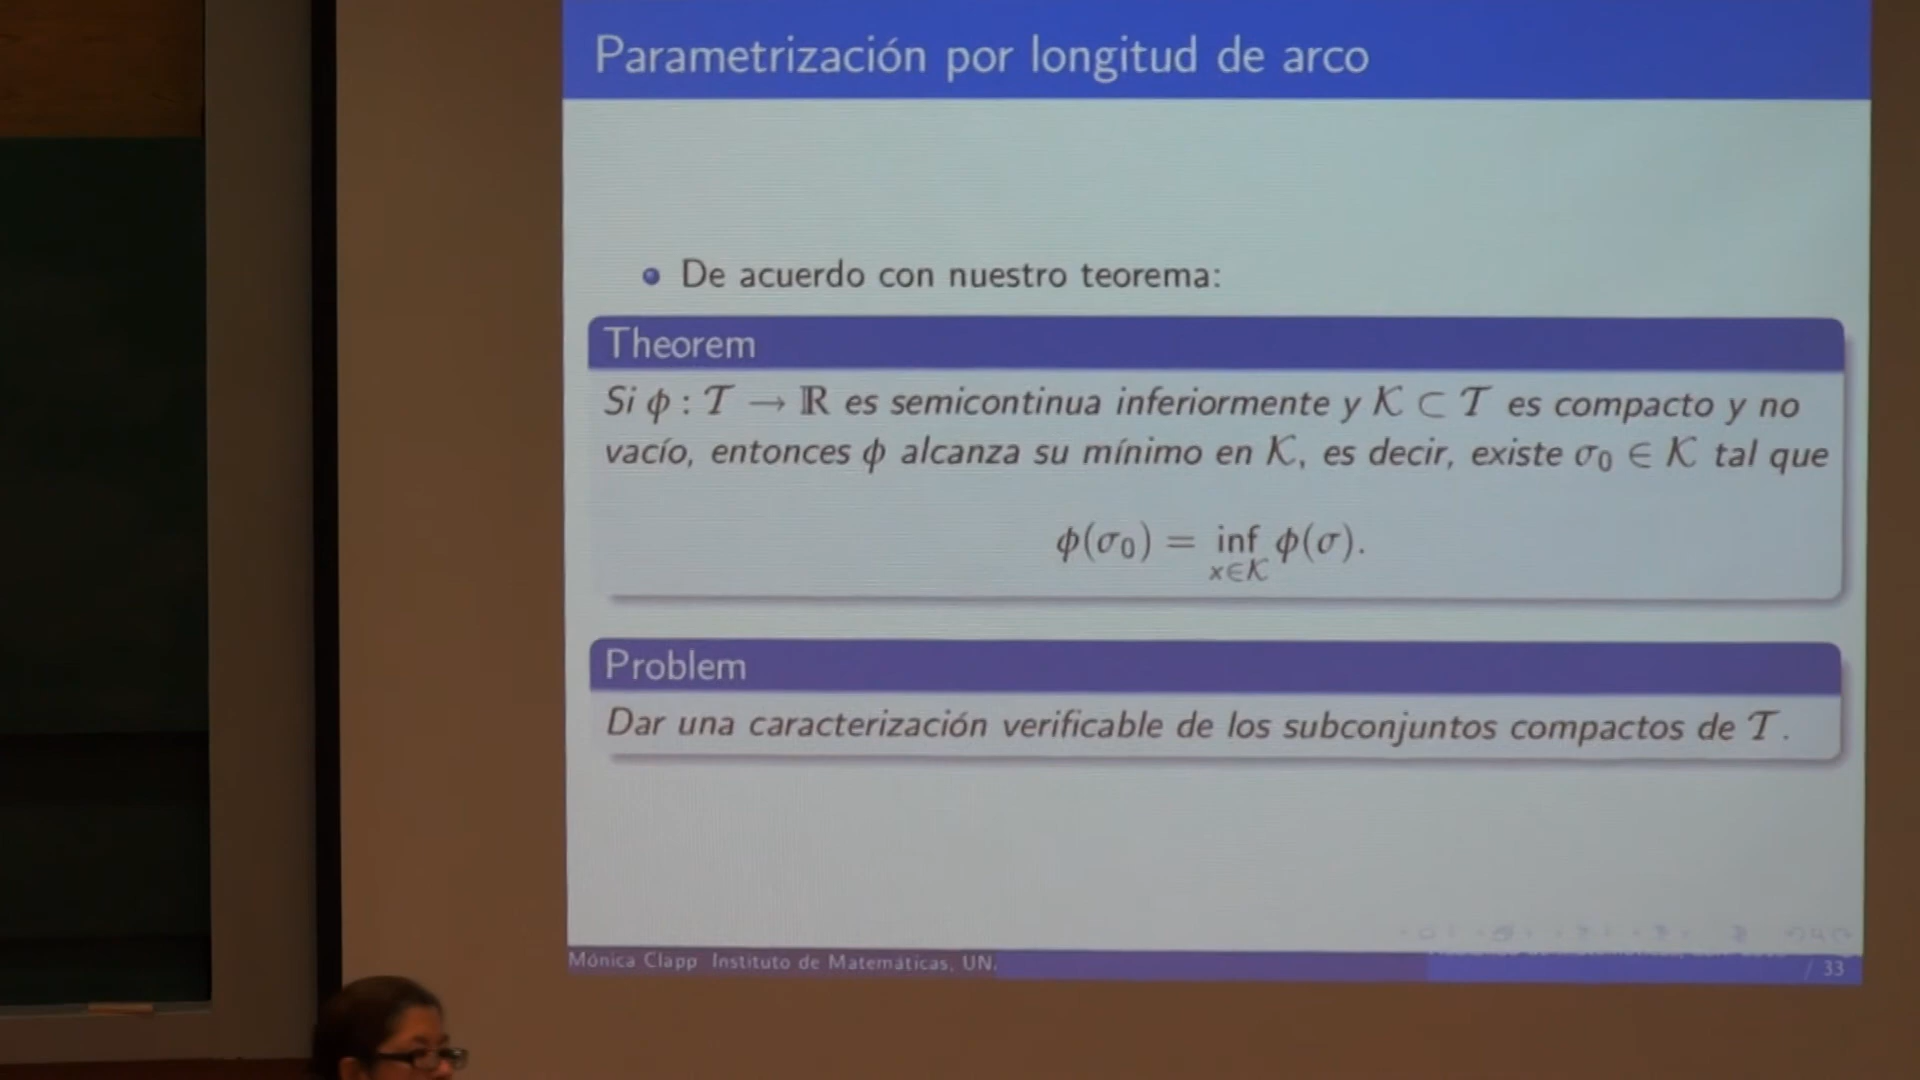 Parametrización por longitud de arco
• De acuerdo con nuestro teorema:
Theorem
Si ϕ : 𝒯 → ℝ es semicontinua inferiormente y 𝒦 ⊂ 𝒯 es compacto y no
vacío, entonces ϕ alcanza su mínimo en 𝒦, es decir, existe σ₀ ∈ 𝒦 tal que
ϕ(σ₀) = inf ϕ(σ).
x∈𝒦
Problem
Dar una caracterización verificable de los subconjuntos compactos de 𝒯.
Mónica Clapp Instituto de Matemáticas, UN.
/ 33